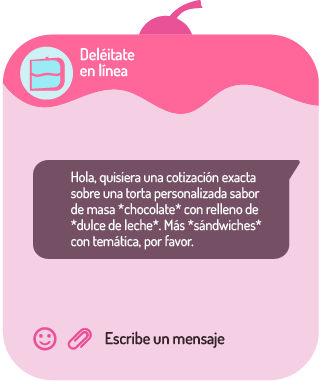 Deléitate
en línea
Hola, quisiera una cotización exacta
sobre una torta personalizada sabor
de masa *chocolate* con relleno de
*dulce de leche*. Más *sándwiches*
con temática, por favor.
Escribe un mensaje